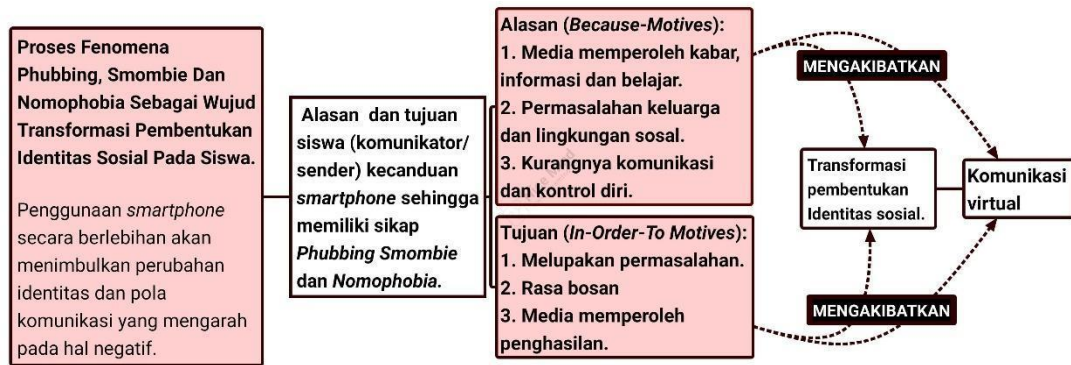 Proses Fenomena
Phubbing, Smombie Dan
Nomophobia Sebagai Wujud
Transformasi Pembentukan
Identitas Sosial Pada Siswa.
Penggunaan smartphone
secara berlebihan akan
menimbulkan perubahan
identitas dan pola
komunikasi yang mengarah
pada hal negatif.
Alasan dan tujuan
siswa (komunikator/
sender) kecanduan
smartphone sehingga
memiliki sikap
Phubbing Smombie
dan Nomophobia.
Alasan (Because-Motives):
1. Media memperoleh kabar,
informasi dan belajar.
2. Permasalahan keluarga
dan lingkungan sosal.
3. Kurangnya komunikasi
dan kontrol diri.
Tujuan (In-Order-To Motives):
1. Melupakan permasalahan.
2. Rasa bosan
3. Media memperoleh
penghasilan.
MENGAKIBATKAN
Transformasi
pembentukan
Identitas sosial.
Komunikasi
virtual
MENGAKIBATKAN